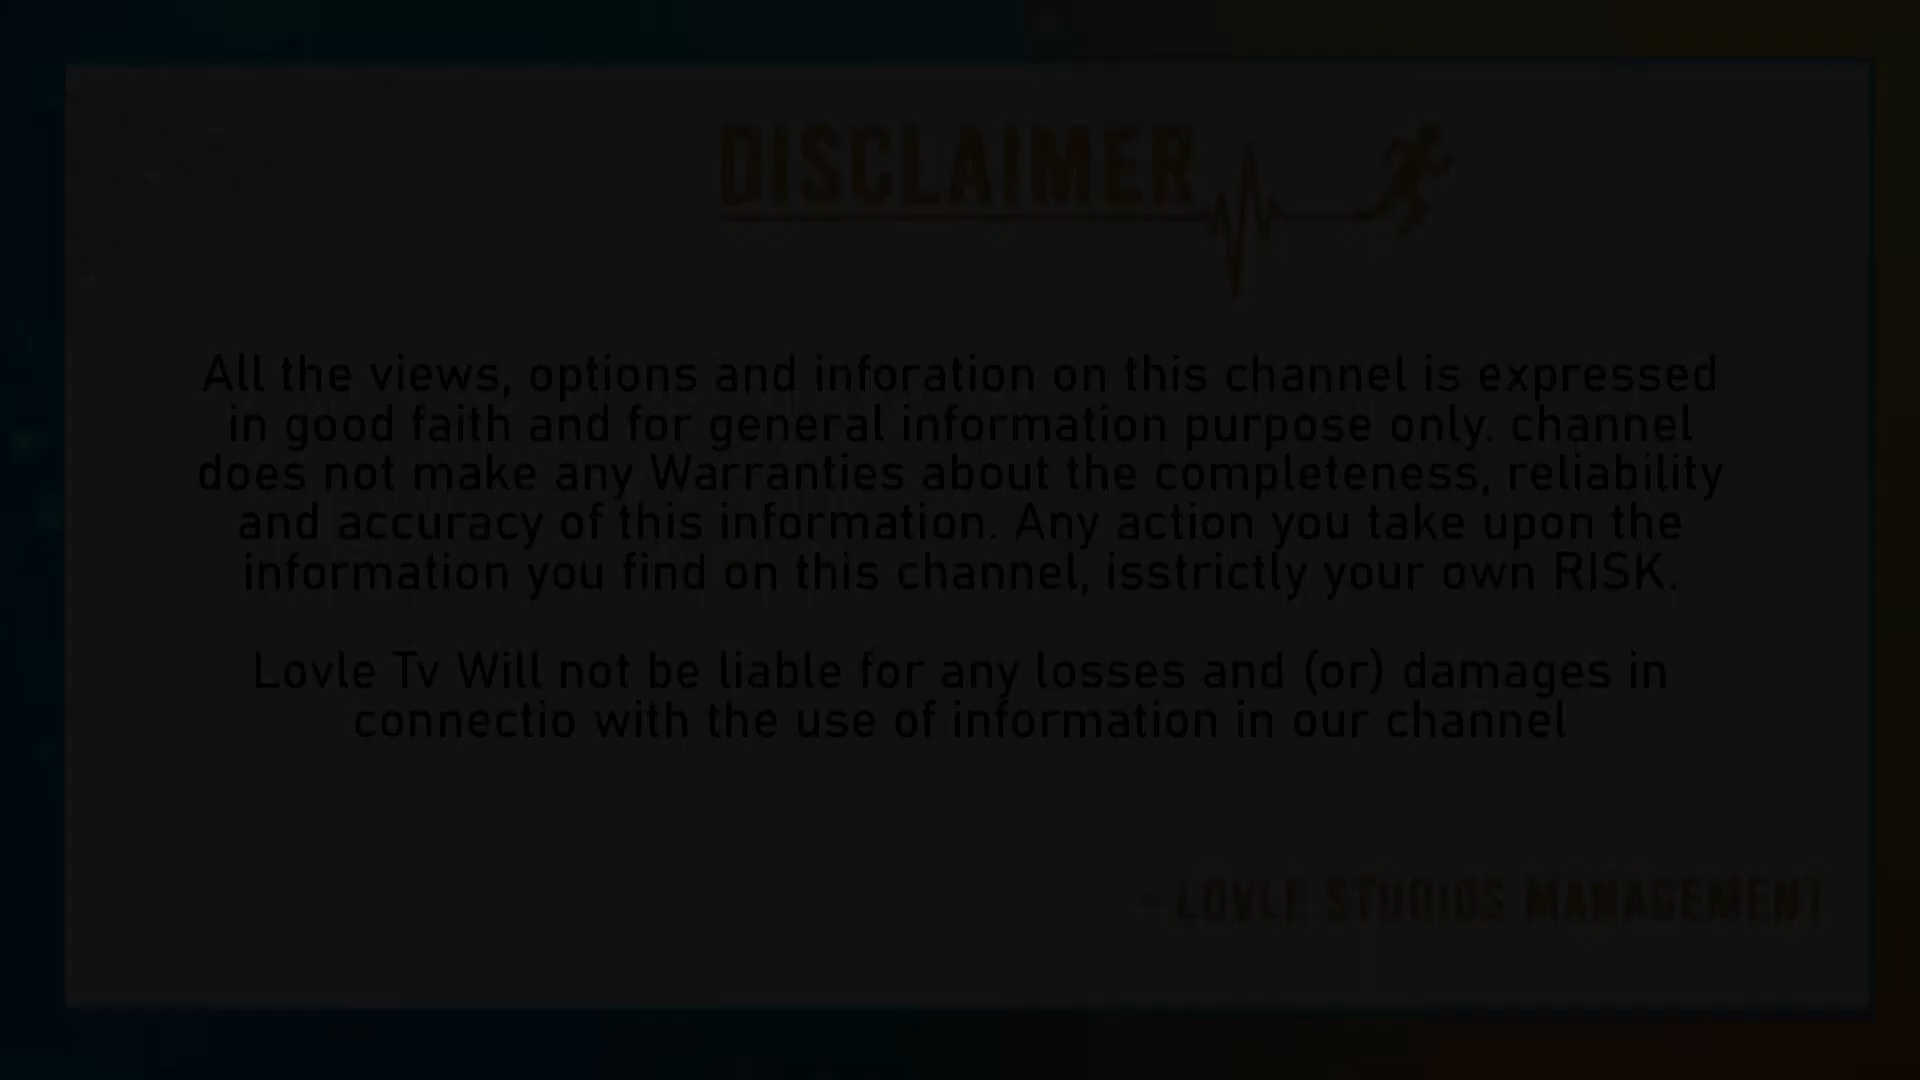 DISCLAIMER
All the views, options and inforation on this channel is expressed
in good faith and for general information purpose only. channel
does not make any Warranties about the completeness, reliability
and accuracy of this information. Any action you take upon the
information you find on this channel, isstrictly your own RISK.
Lovle Tv Will not be liable for any losses and (or) damages in
connectio with the use of information in our channel
- LOVLE STUDIOS MANAGEMENT